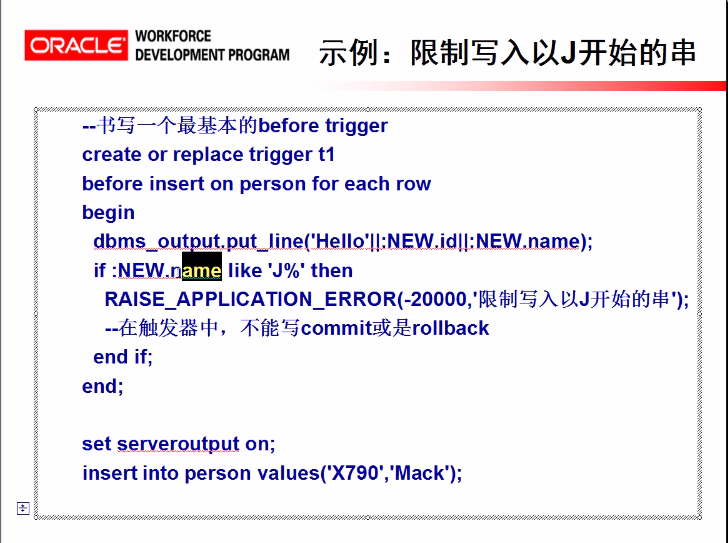 ORACLE WORKFORCE
DEVELOPMENT PROGRAM
示例：限制写入以J开始的串
--书写一个最基本的before trigger
create or replace trigger t1
before insert on person for each row
begin
dbms_output.put_line('Hello'||:NEW.id||:NEW.name);
if :NEW.name like 'J%' then
RAISE_APPLICATION_ERROR(-20000,'限制写入以J开始的串');
--在触发器中，不能写commit或是rollback
end if;
end;
set serveroutput on;
insert into person values('X790','Mack');